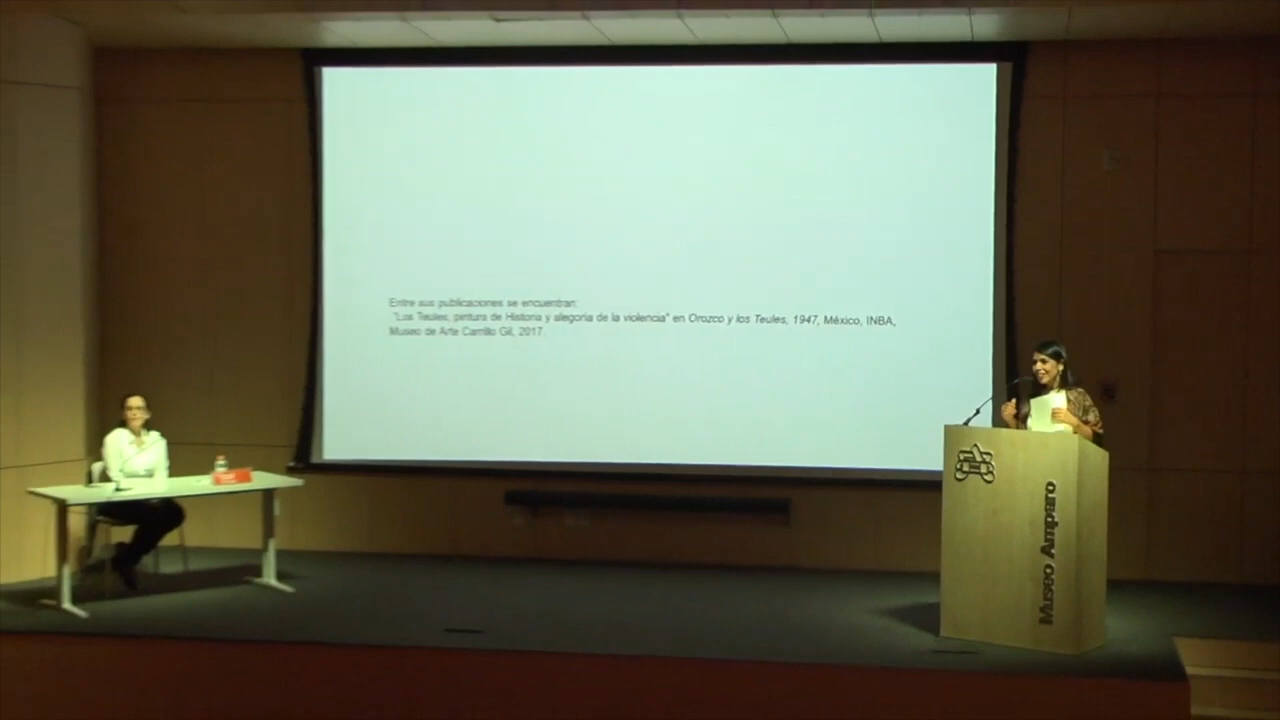 Entre sus publicaciones se encuentran:
"Los Teules, pintura de Historia y alegoría de la violencia" en Orozco y los Teules, 1947, México, INBA,
Museo de Arte Carrillo Gil, 2017
Museo Amparo